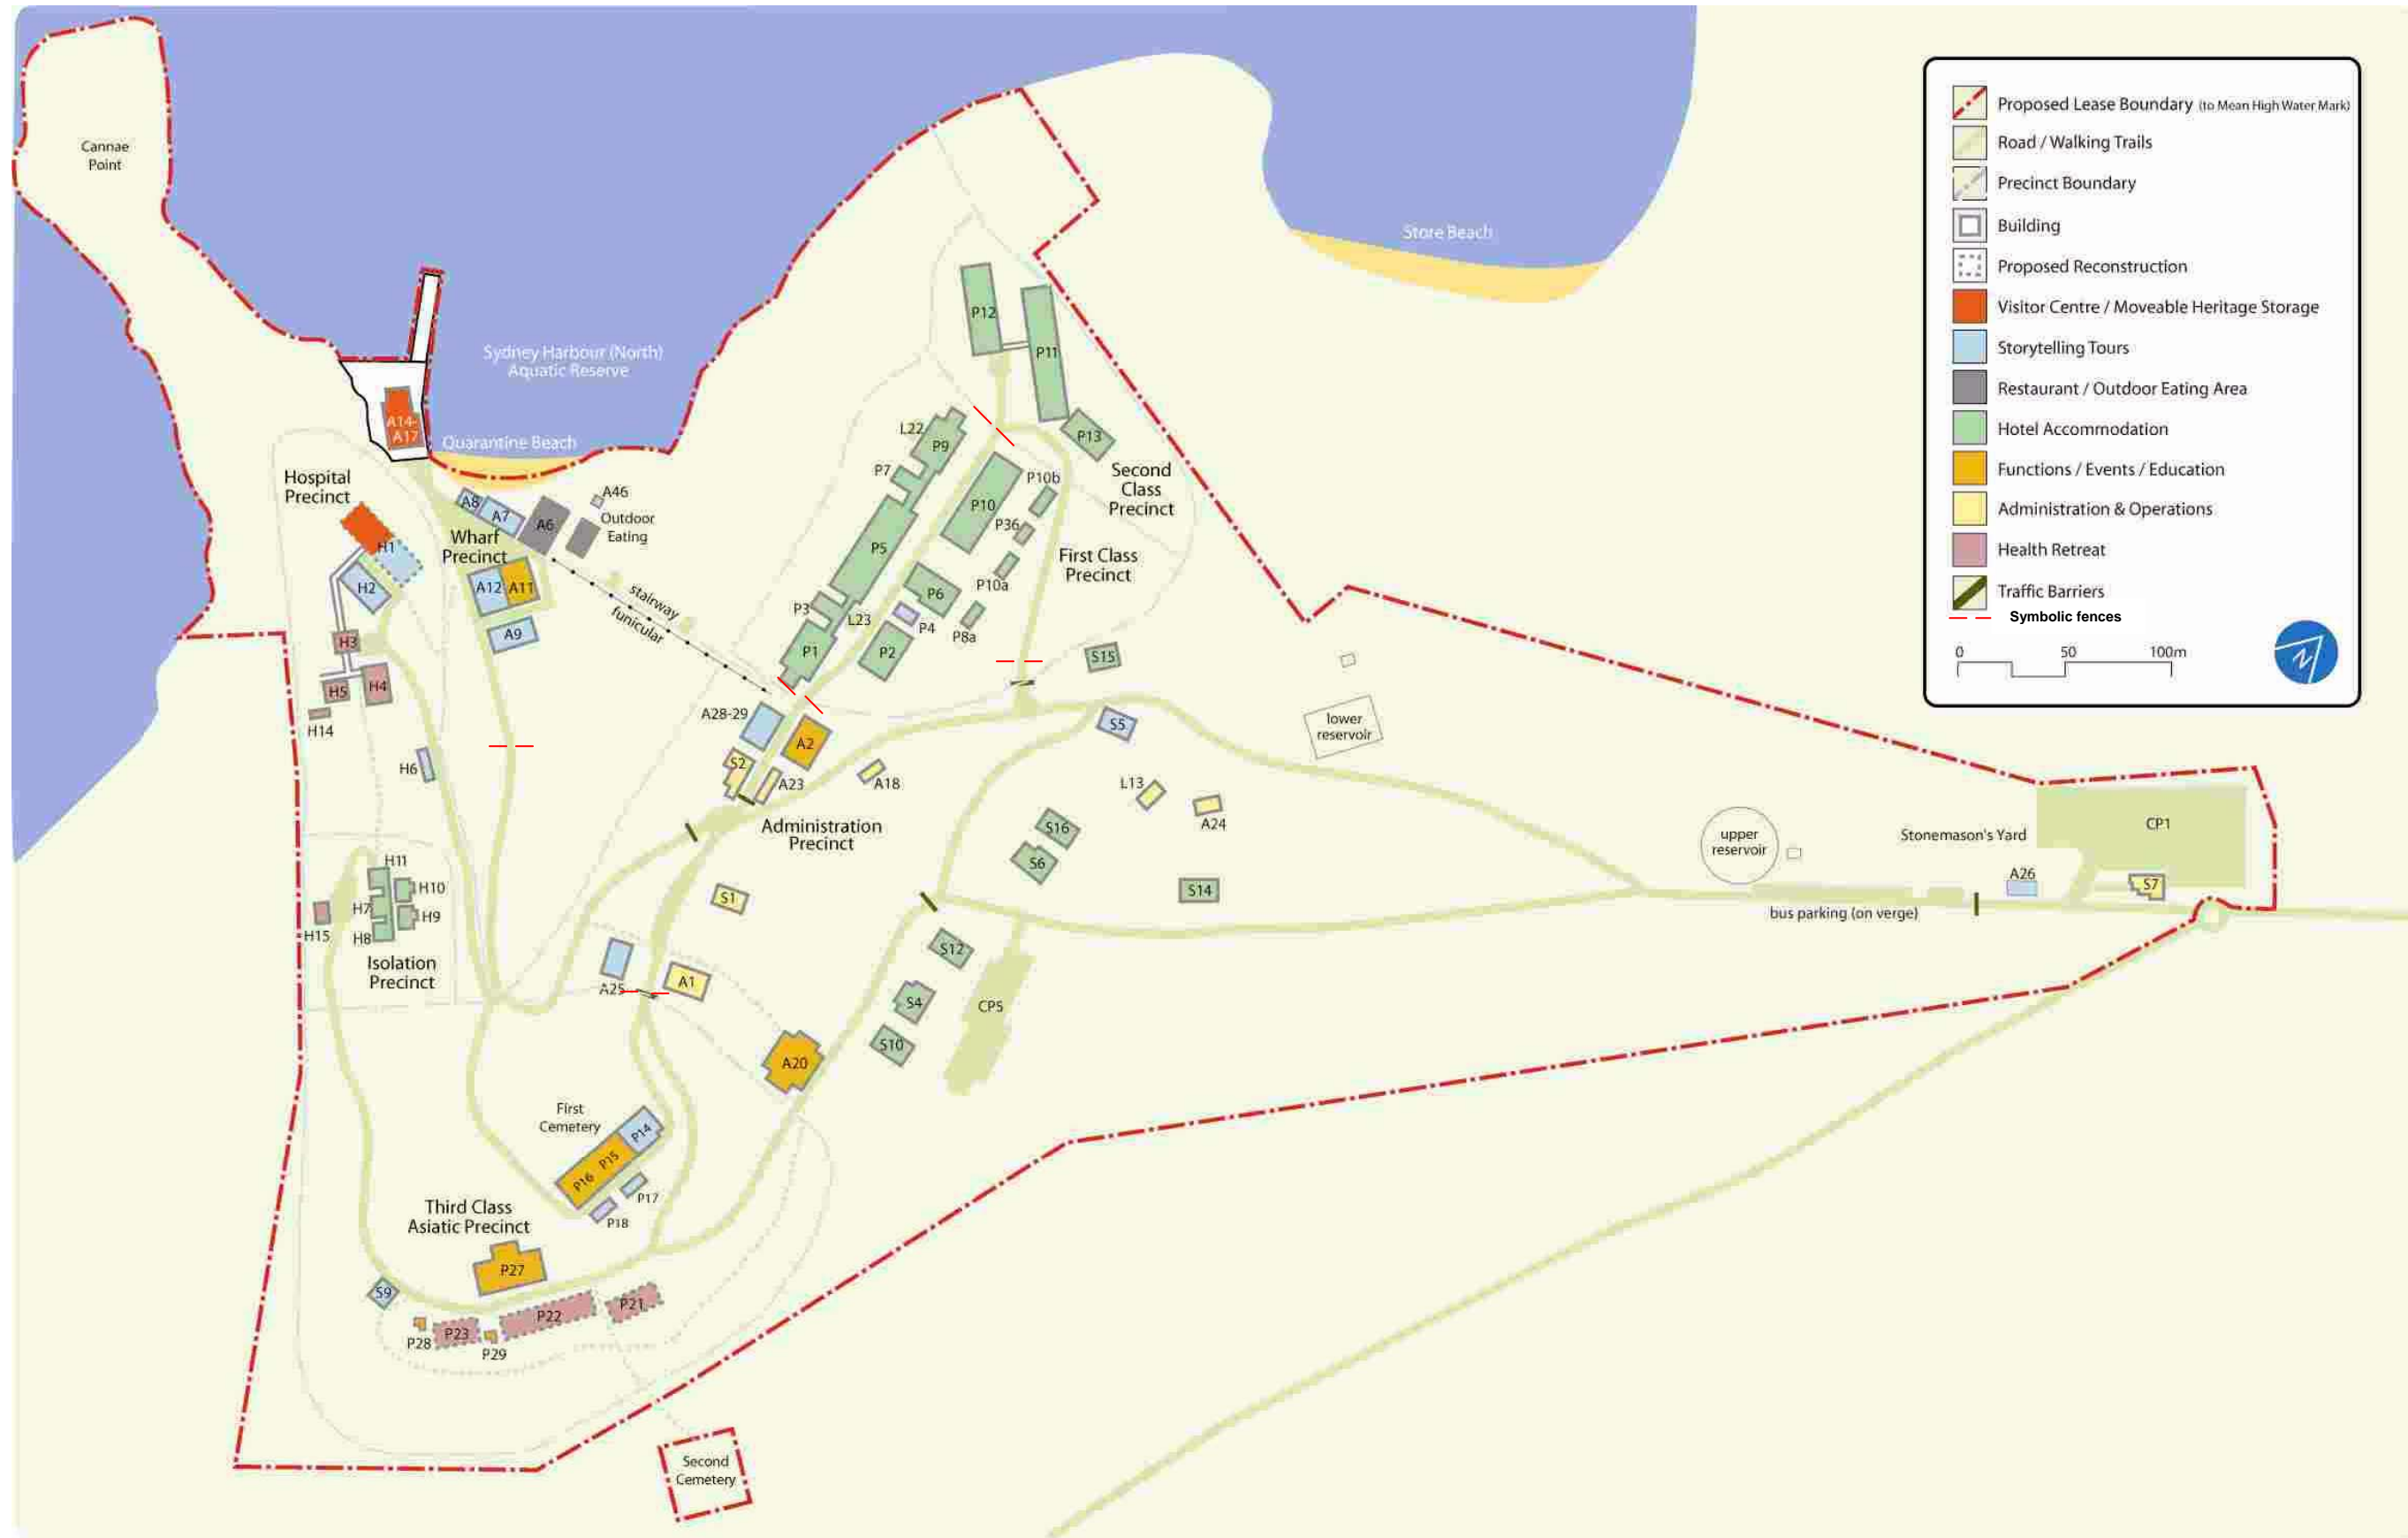 Cannae
Point
Store Beach
Sydney Harbour (North)
Aquatic Reserve
Quarantine Beach
A14-
A17
Hospital
Precinct
H1
H2
H3
H4
H5
H14
H6
A8
A7
A6
A46
Outdoor
Eating
Wharf
Precinct
A12
A11
A9
stairway
funicular
P12
P11
P13
L22
P9
P7
P10
P10b
P36
P5
P10a
P6
P3
L23
P4
P8a
P1
P2
Second
Class
Precinct
First Class
Precinct
S15
A28-29
A2
S2
A23
A18
Administration
Precinct
S5
L13
A24
S16
S6
S14
lower
reservoir
upper
reservoir
Stonemason's Yard
CP1
A26
S7
bus parking (on verge)
H11
H10
H7
H9
H15
H8
Isolation
Precinct
S1
A25
A1
S12
S4
S10
CP5
A20
First
Cemetery
P14
P15
P16
P17
P18
Third Class
Asiatic Precinct
P27
S9
P28
P23
P29
P22
P21
Second
Cemetery
Proposed Lease Boundary (to Mean High Water Mark)
Road / Walking Trails
Precinct Boundary
Building
Proposed Reconstruction
Visitor Centre / Moveable Heritage Storage
Storytelling Tours
Restaurant / Outdoor Eating Area
Hotel Accommodation
Functions / Events / Education
Administration & Operations
Health Retreat
Traffic Barriers
Symbolic fences
0 50 100m
N